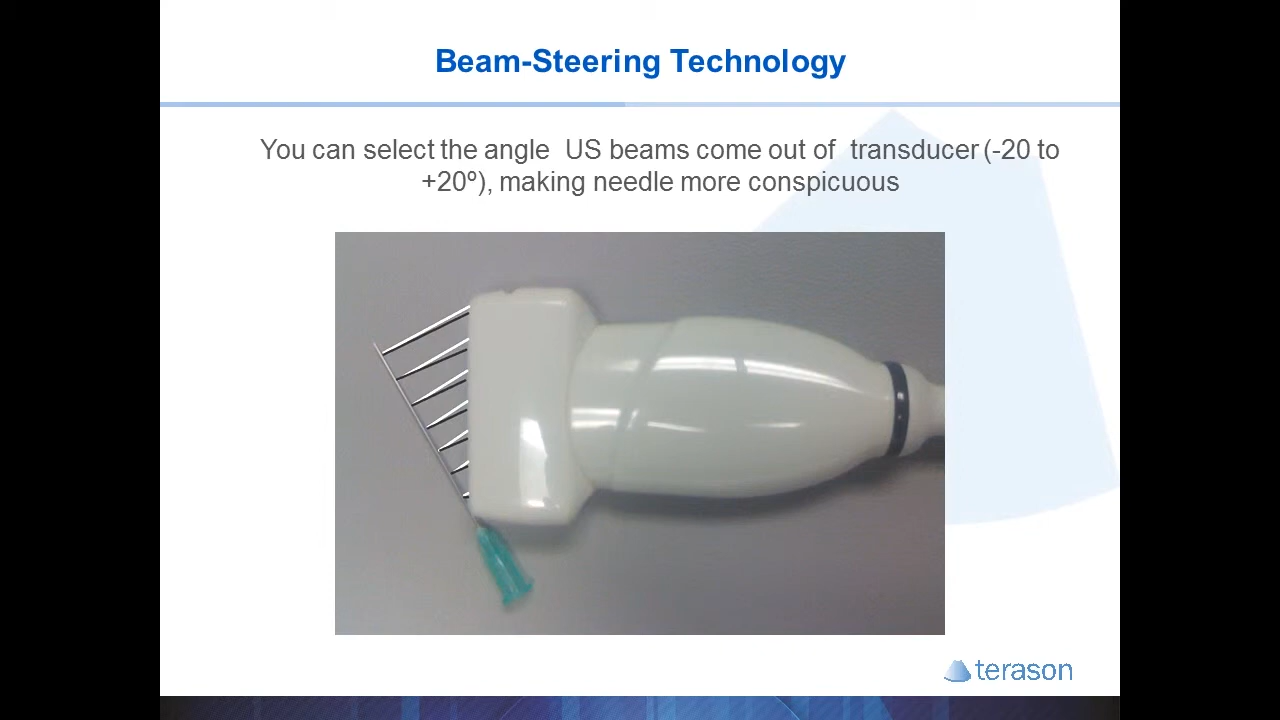 Beam-Steering Technology
You can select the angle  US beams come out of  transducer (-20 to
+20º), making needle more conspicuous
terason